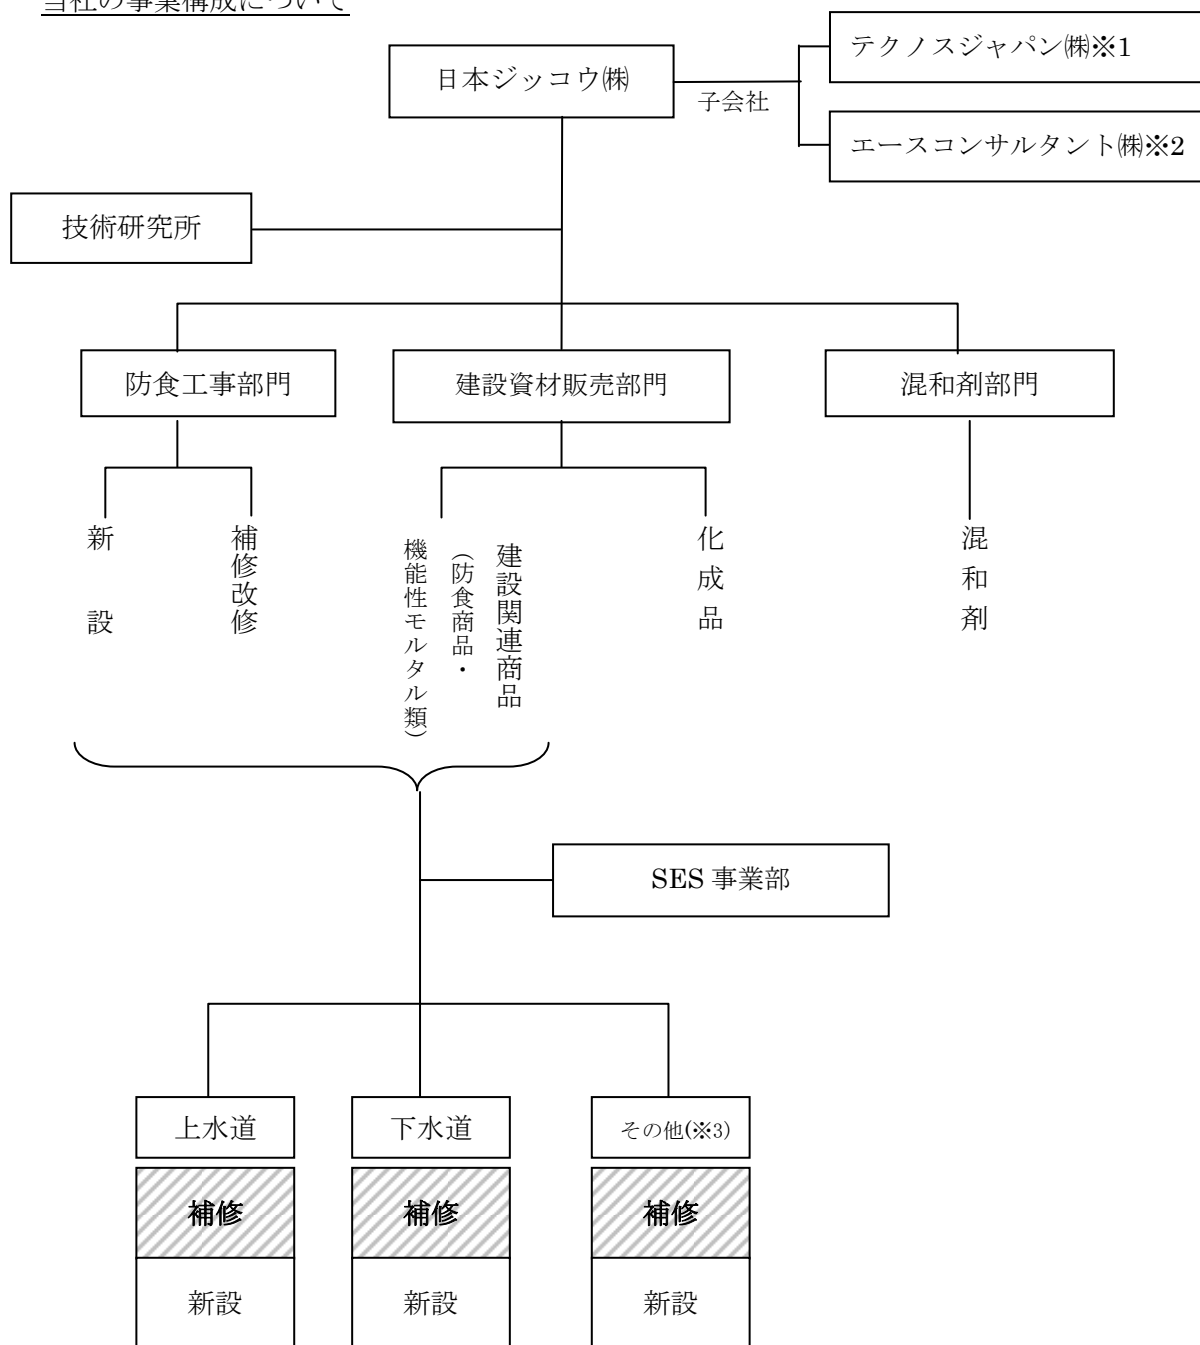 当社の事業構成について
テクノスジャパン㈱※1
日本ジッコウ㈱
子会社
エースコンサルタント㈱※2
技術研究所
防食工事部門
建設資材販売部門
混和剤部門
新設
補修改修
建設関連商品
(防食商品・
機能性モルタル類)
化成品
混和剤
SES 事業部
上水道
下水道
その他(※3)
補修
補修
補修
新設
新設
新設